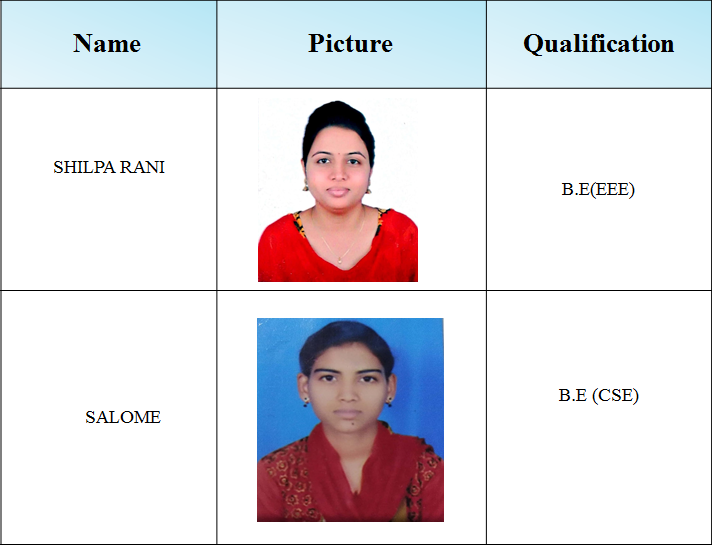 Name Picture Qualification
SHILPA RANI
B.E(EEE)
SALOME
B.E (CSE)